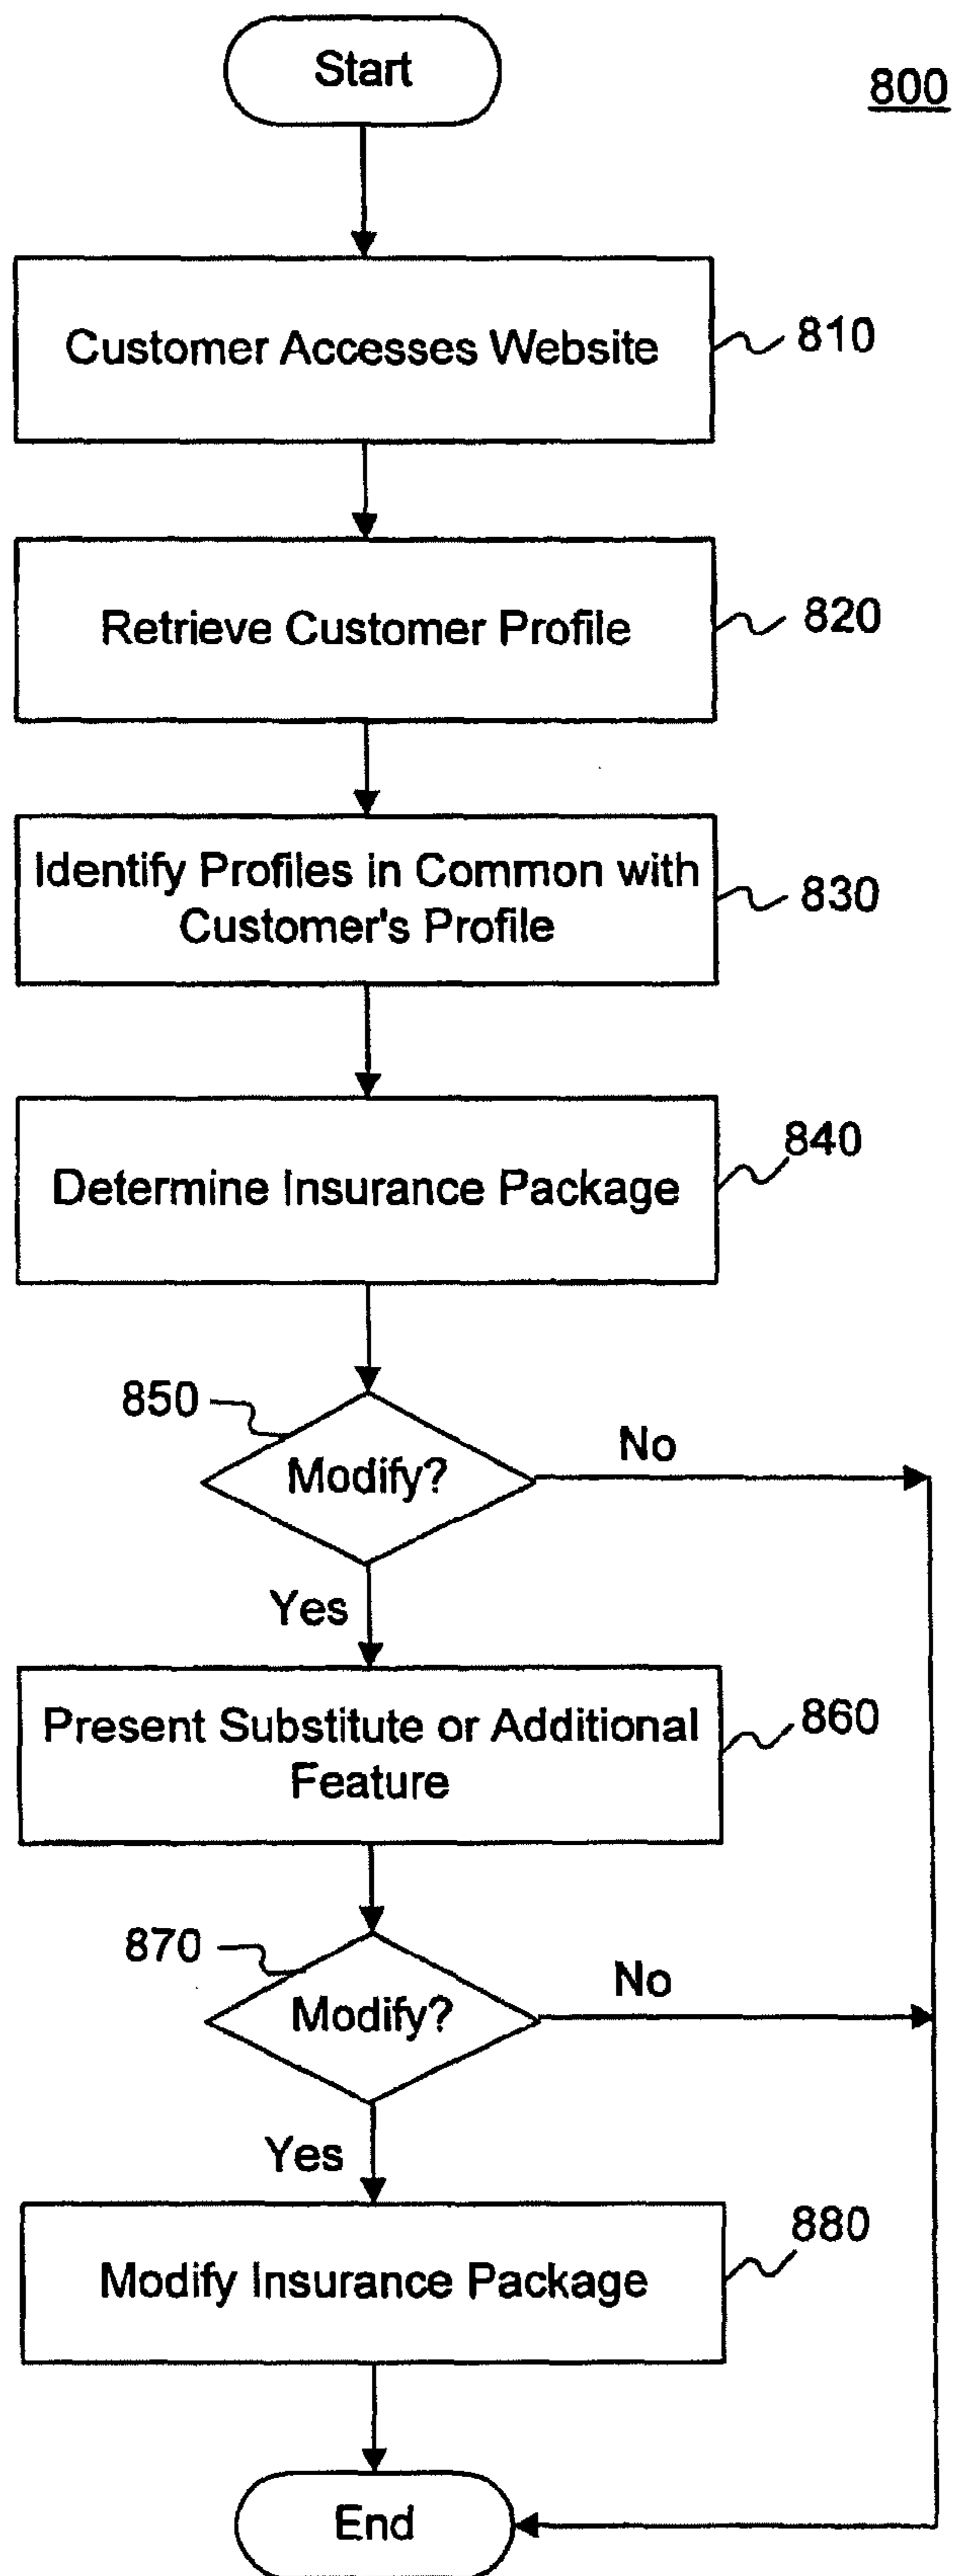 Start
800
Customer Accesses Website
810
Retrieve Customer Profile
820
Identify Profiles in Common with
Customer's Profile
830
Determine Insurance Package
840
850
Modify?
No
Yes
Present Substitute or Additional
Feature
860
870
Modify?
No
Yes
Modify Insurance Package
880
End